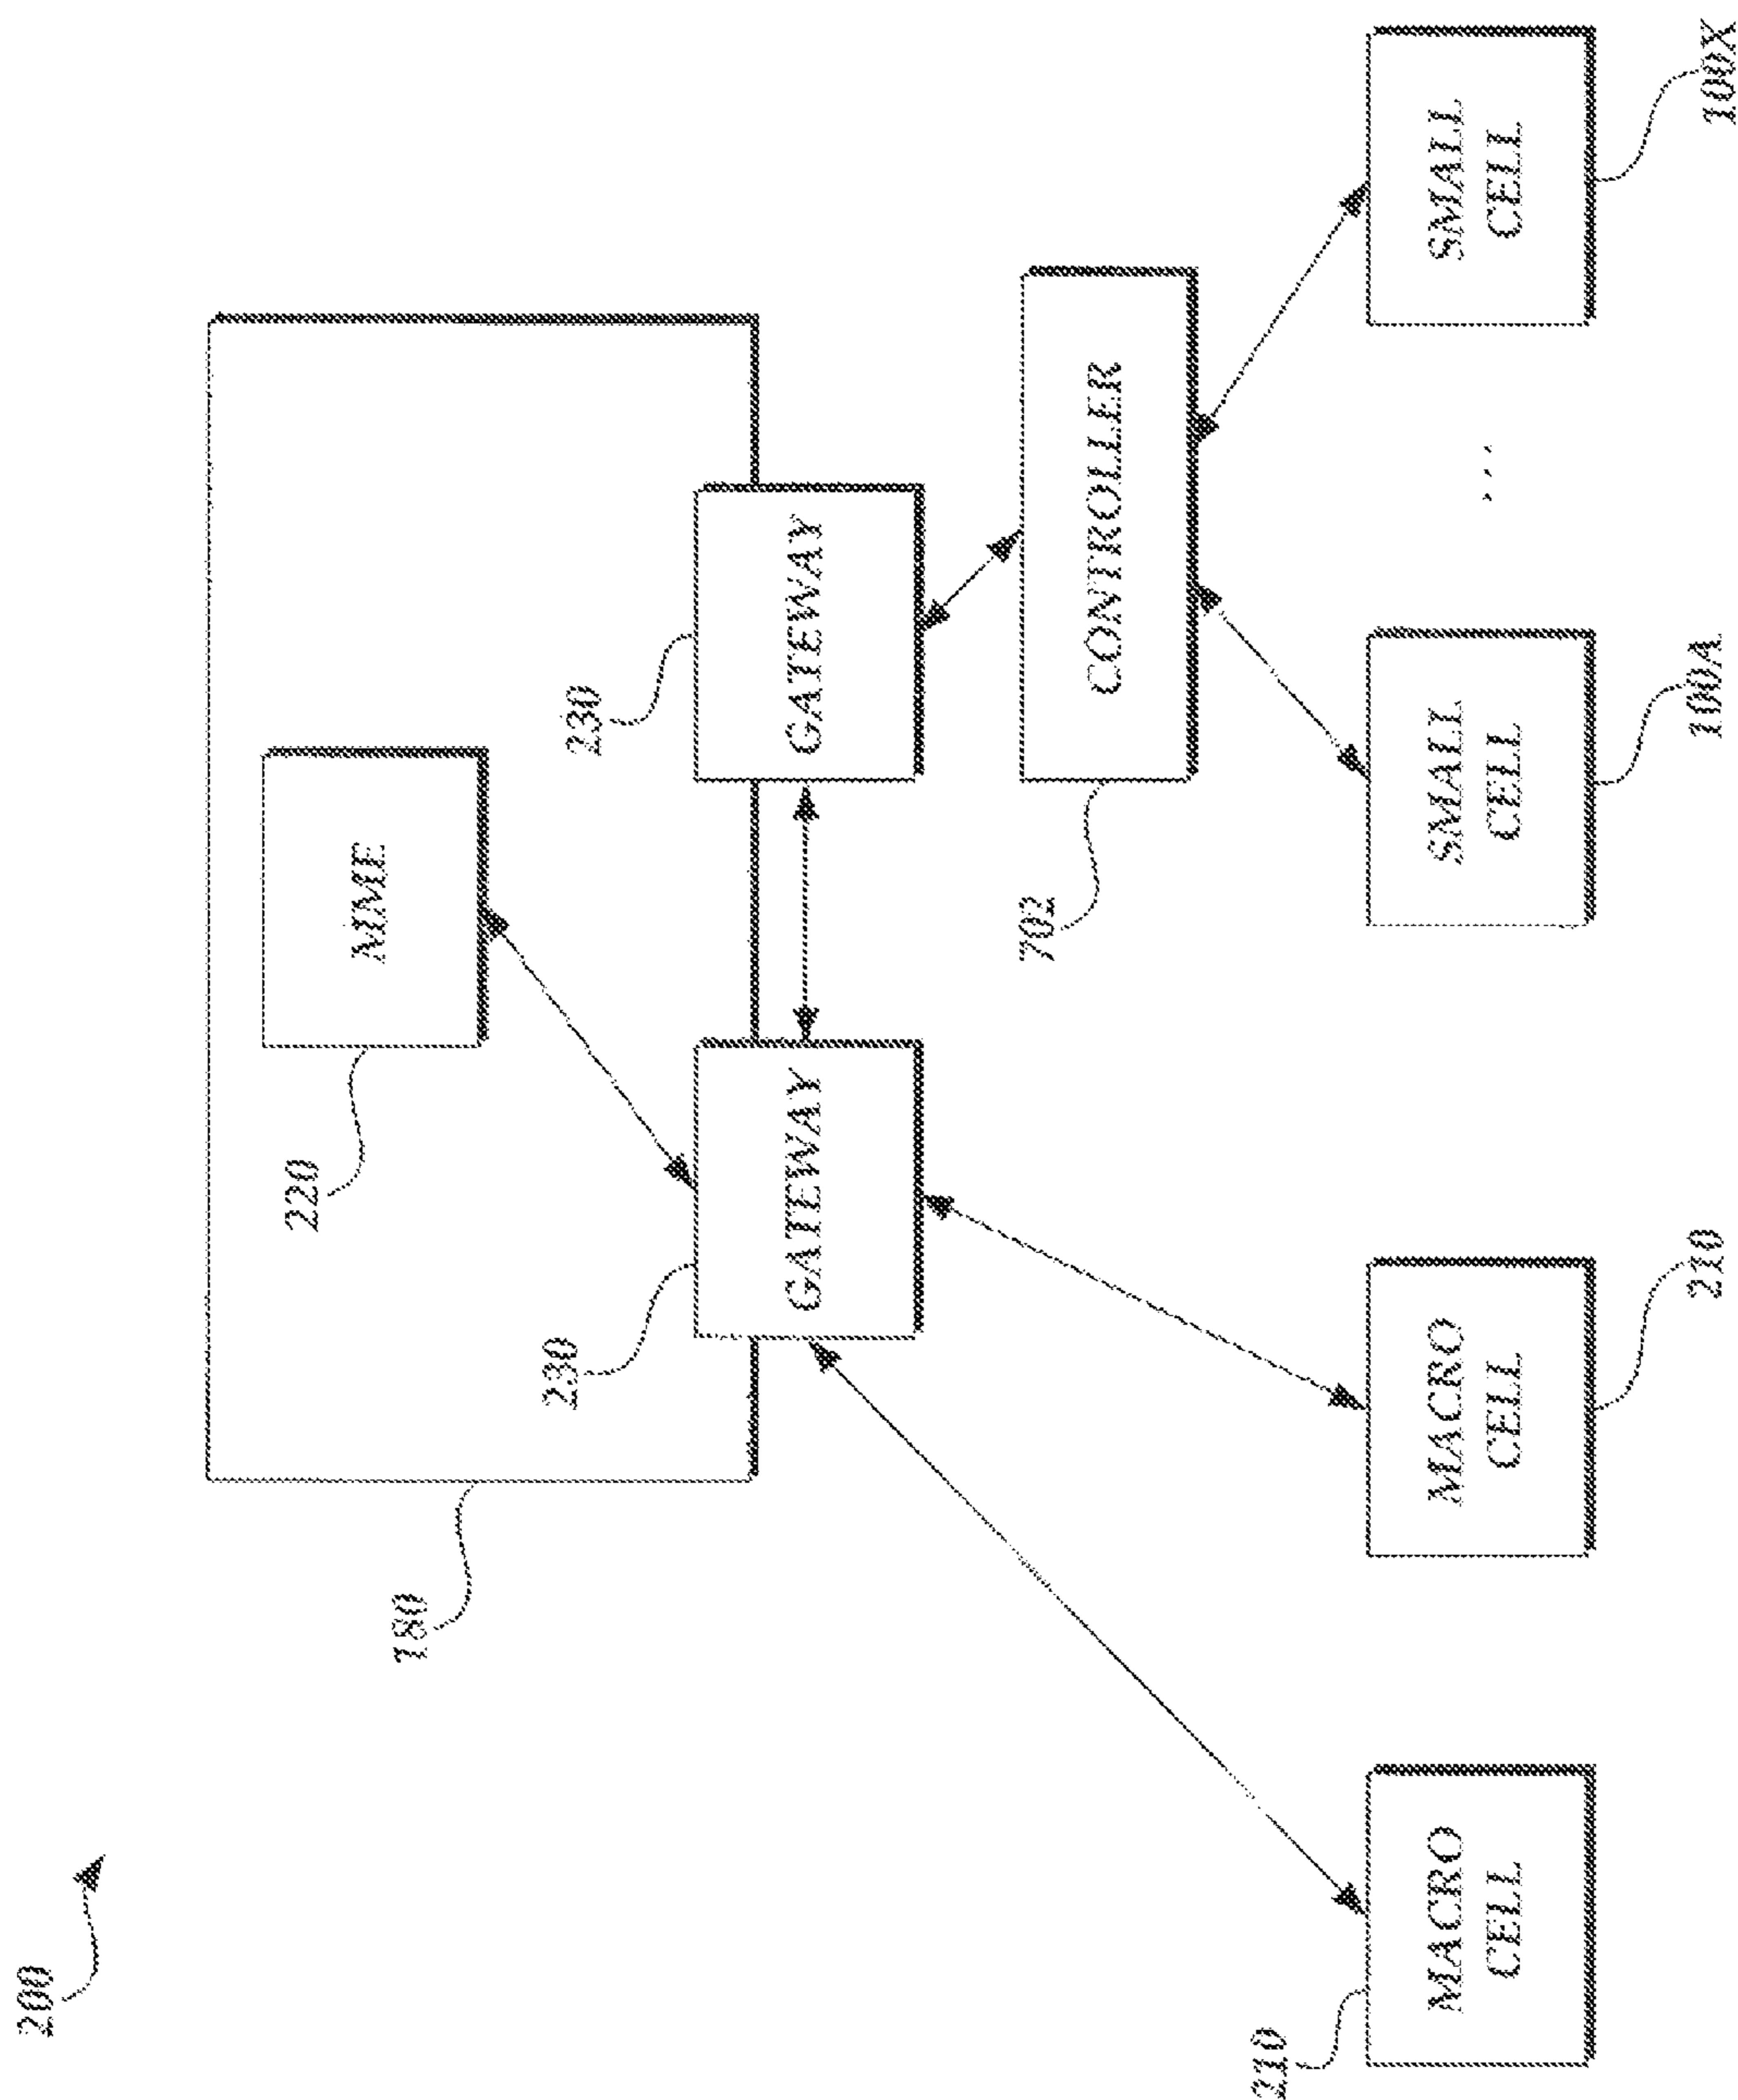 200
220
MME
180
230
230
GATEWAY
GATEWAY
702
CONTROLLER
210
MACRO
CELL
MACRO
CELL
SMALL
CELL
...
SMALL
CELL
210
100A
100X